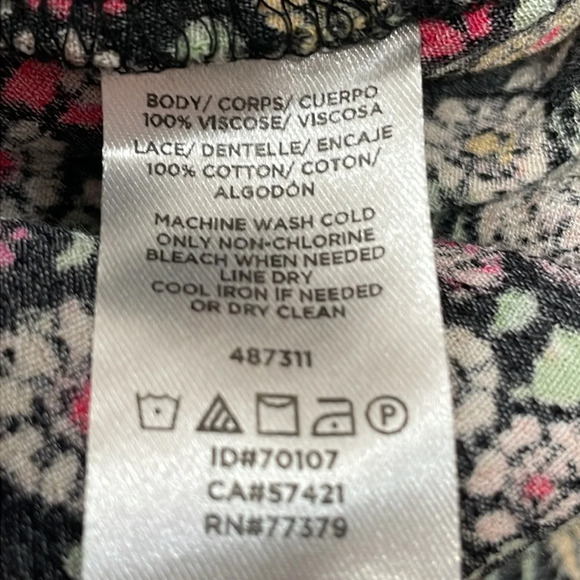 BODY/ CORPS/ CUERPO
100% VISCOSE/ VISCOSA
LACE/ DENTELLE/ ENCAJE
100% COTTON/ COTON/
ALGODÓN
MACHINE WASH COLD
ONLY NON-CHLORINE
BLEACH WHEN NEEDED
LINE DRY
COOL IRON IF NEEDED
OR DRY CLEAN
487311
P
ID#70107
CA#57421
RN#77379